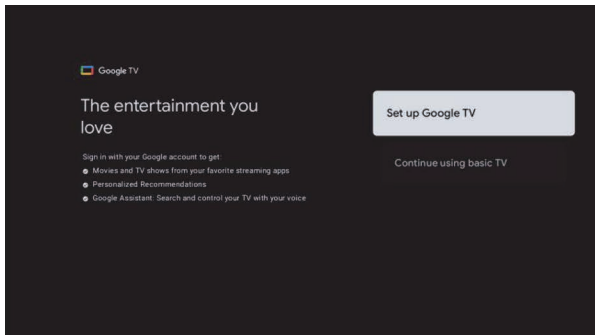 Google TV
The entertainment you
love
Sign in with your Google account to get:
Movies and TV shows from your favorite streaming apps
Personalized Recommendations
Google Assistant: Search and control your TV with your voice
Set up Google TV
Continue using basic TV